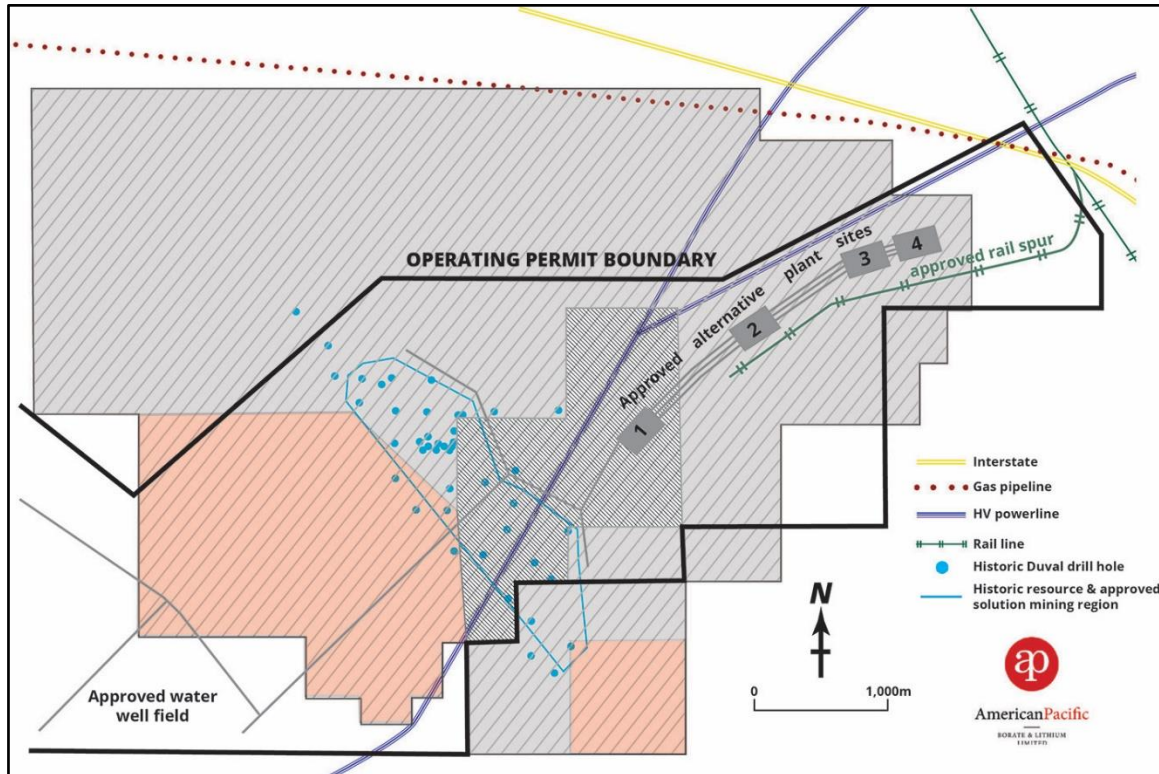 OPERATING PERMIT BOUNDARY
Approved alternative plant sites
1
2
3
4
approved rail spur
Interstate
Gas pipeline
HV powerline
Rail line
Historic Duval drill hole
Historic resource & approved
solution mining region
Approved water
well field
N
0 1,000m
ap
AmericanPacific
BORATE & LITHIUM
LIMITED